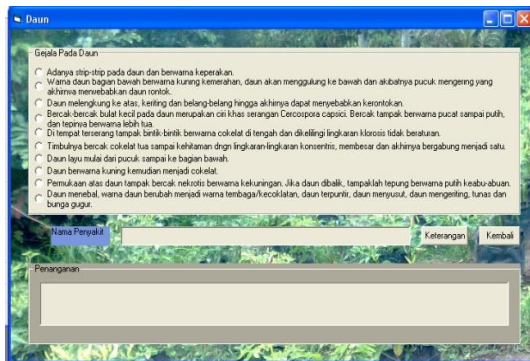 Daun
Gejala Pada Daun
Adanya strip-strip pada daun dan berwarna keperakan.
Warna daun bagian bawah berwarna kuning kemerahan, daun akan menggulung ke bawah dan akibatnya pucuk mengering yang
akhirnya menyebabkan daun rontok.
Daun melengkung ke atas, keriting dan belang-belang hingga akhirnya dapat menyebabkan kerontokan.
Bercak-bercak bulat kecil pada daun merupakan ciri khas serangan Cercospora capsici. Bercak tampak berwarna pucat sampai putih,
dan tepinya berwarna lebih tua.
Di tempat terserang tampak bintik-bintik berwarna cokelat di tengah dan dikelilingi lingkaran klorosis tidak beraturan.
Timbulnya bercak cokelat tua sampai kehitaman dngn lingkaran-lingkaran konsentris, membesar dan akhirnya bergabung menjadi satu.
Daun layu mulai dari pucuk sampai ke bagian bawah.
Daun berwarna kuning kemudian menjadi cokelat.
Permukaan atas daun tampak bercak nekrotis berwarna kekuningan. Jika daun dibalik, tampaklah tepung berwarna putih keabu-abuan.
Daun menebal, warna daun berubah menjadi warna tembaga/kecoklatan, daun terpuntir, daun menyusut, daun mengeriting, tunas dan
bunga gugur.
Nama Penyakit
Keterangan
Kembali
Penanganan